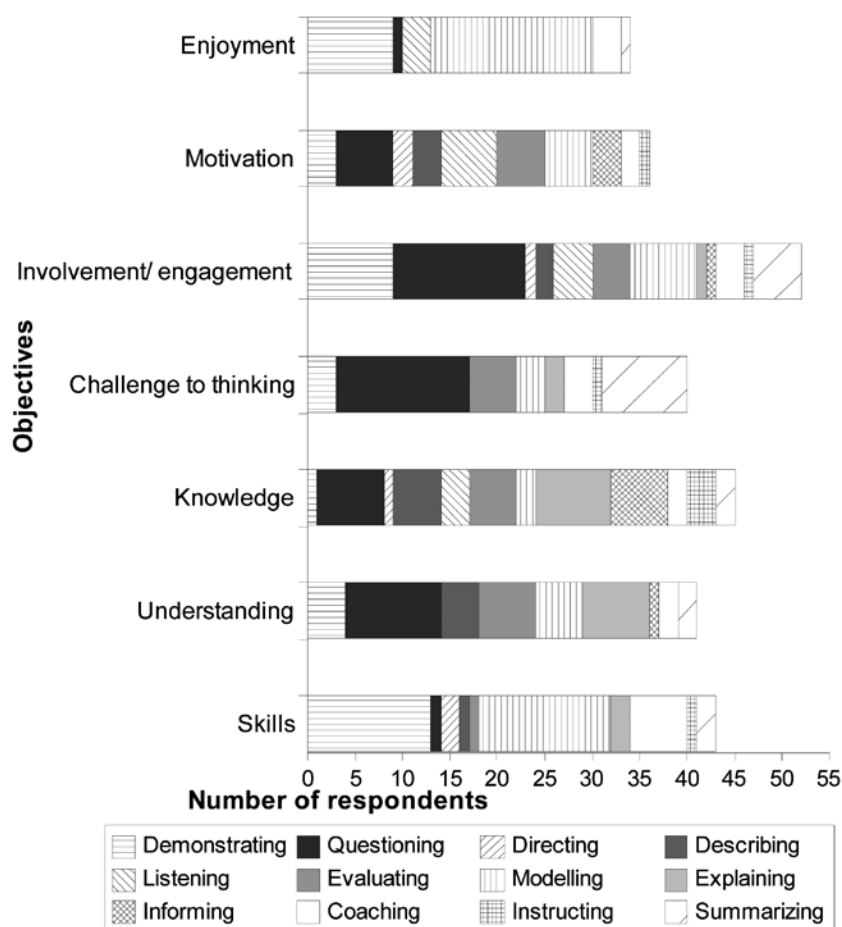 Enjoyment
Motivation
Involvement/ engagement
Challenge to thinking
Knowledge
Understanding
Skills
Objectives
0 5 10 15 20 25 30 35 40 45 50 55
Number of respondents
Demonstrating Questioning Directing Describing
Listening Evaluating Modelling Explaining
Informing Coaching Instructing Summarizing